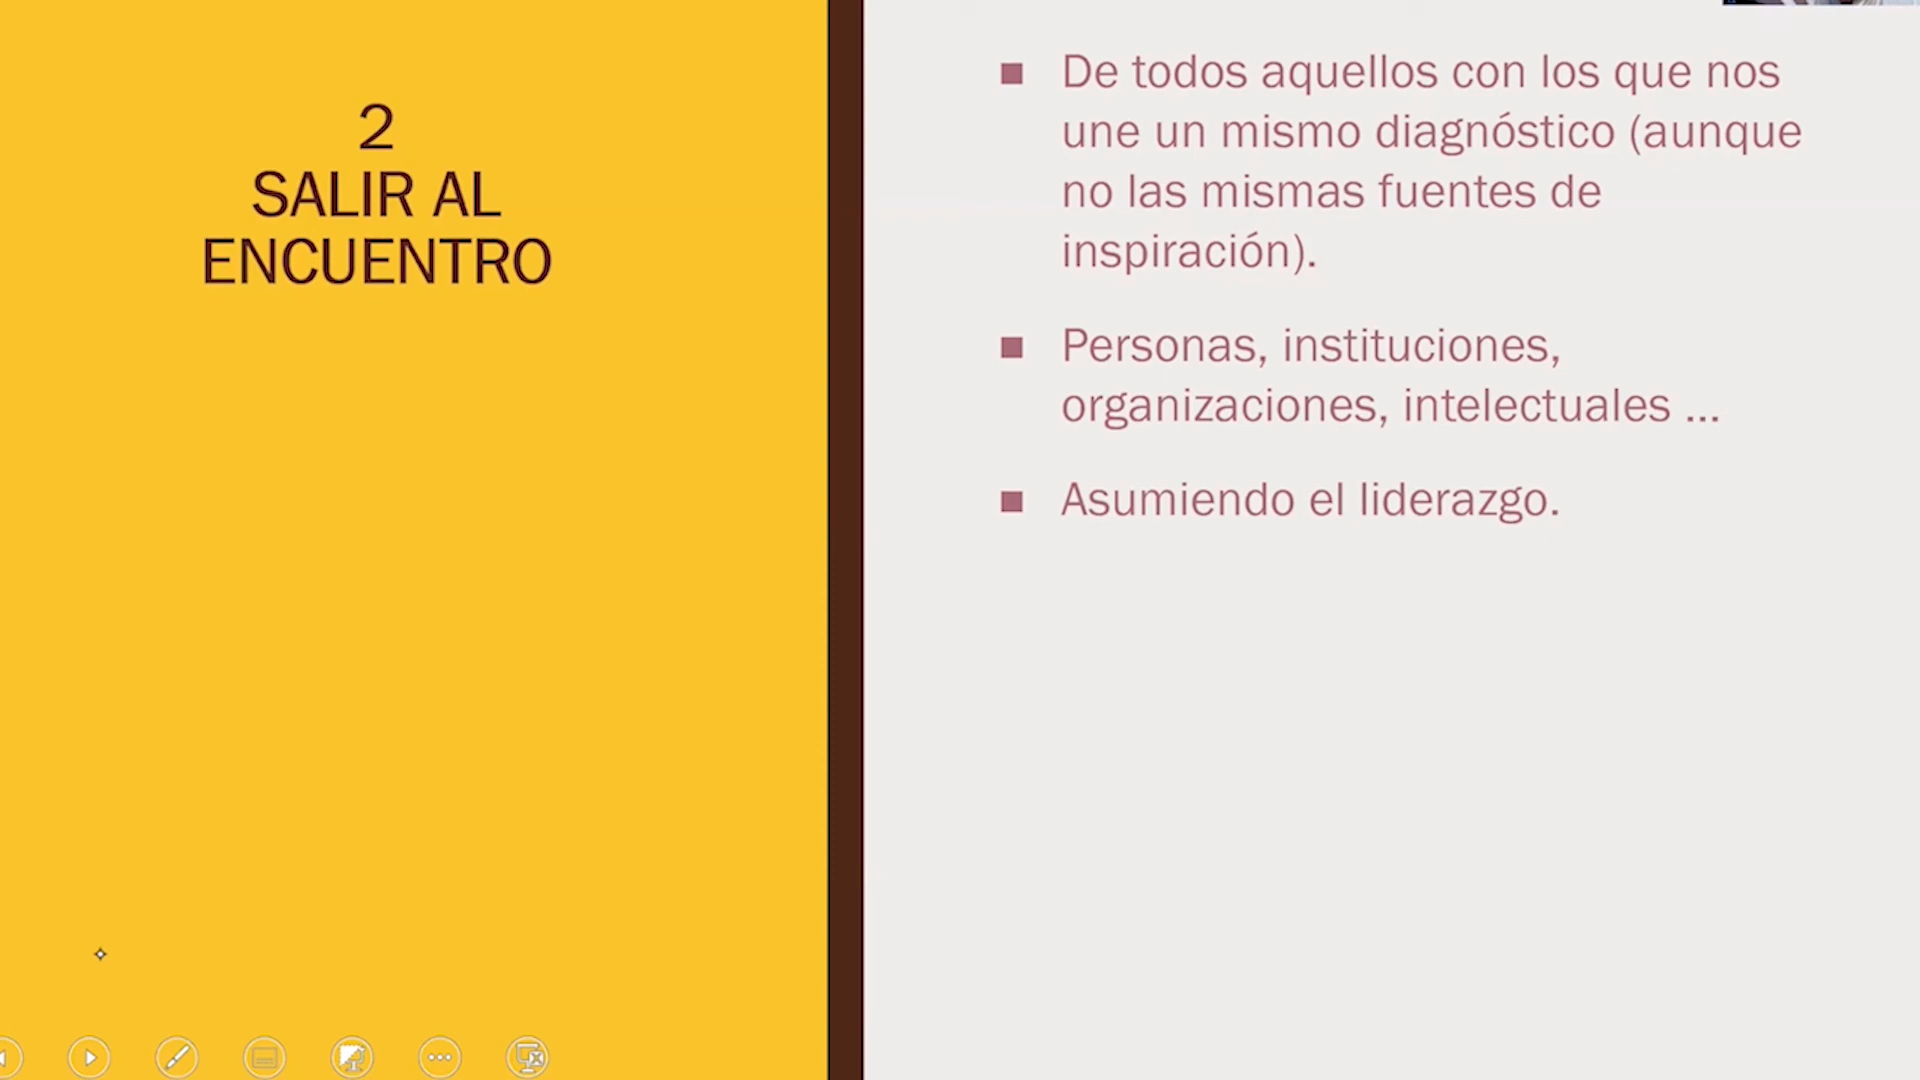 2
SALIR AL
ENCUENTRO
De todos aquellos con los que nos
une un mismo diagnóstico (aunque
no las mismas fuentes de
inspiración).
Personas, instituciones,
organizaciones, intelectuales ...
Asumiendo el liderazgo.